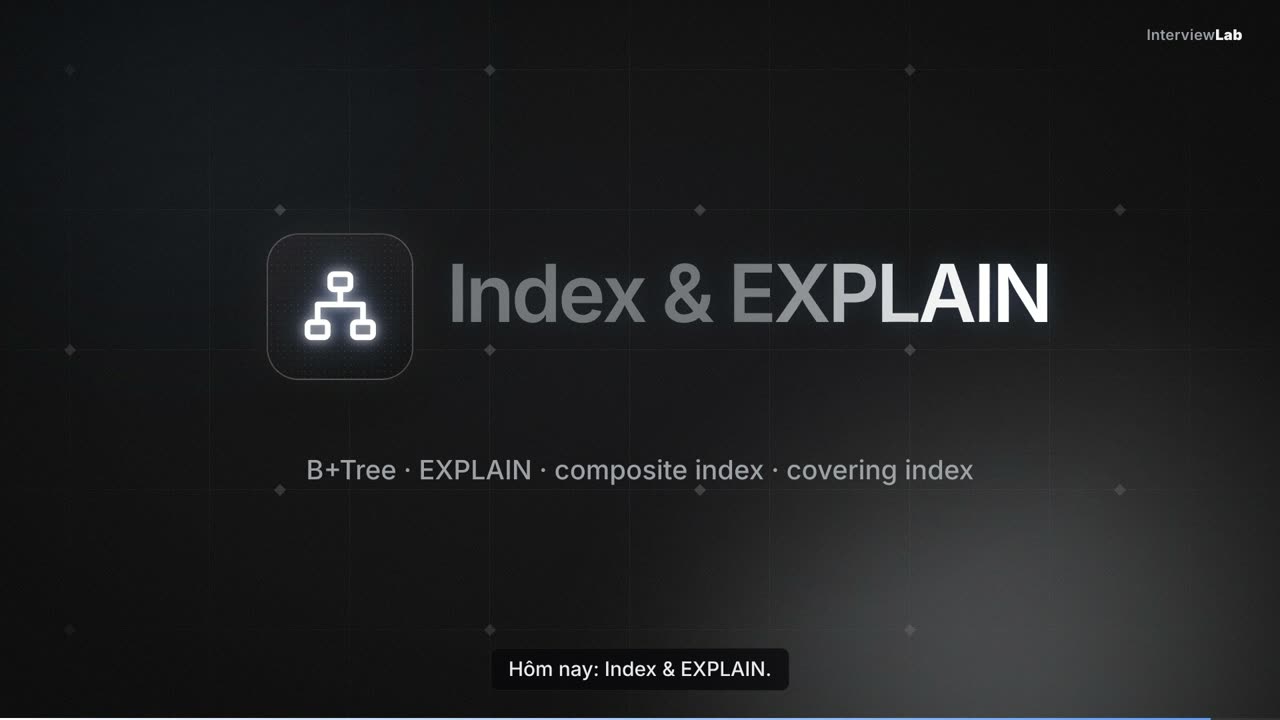 InterviewLab
Index & EXPLAIN
B+Tree · EXPLAIN · composite index · covering index
Hôm nay: Index & EXPLAIN.